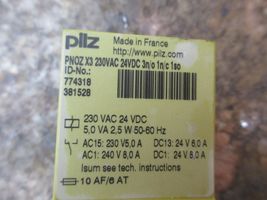 pilz
Made in France
http://www.pilz.com
PNOZ X3 230VAC 24VDC 3n/o 1n/c 1so
ID-No.:
774318
381528
230 VAC 24 VDC
5,0 VA 2,5 W 50-60 Hz
AC15: 230 V5,0 A DC13: 24 V 6,0 A
AC1: 240 V 8,0 A DC1: 24 V 8,0 A
Isum see tech. instructions
10 AF/6 AT